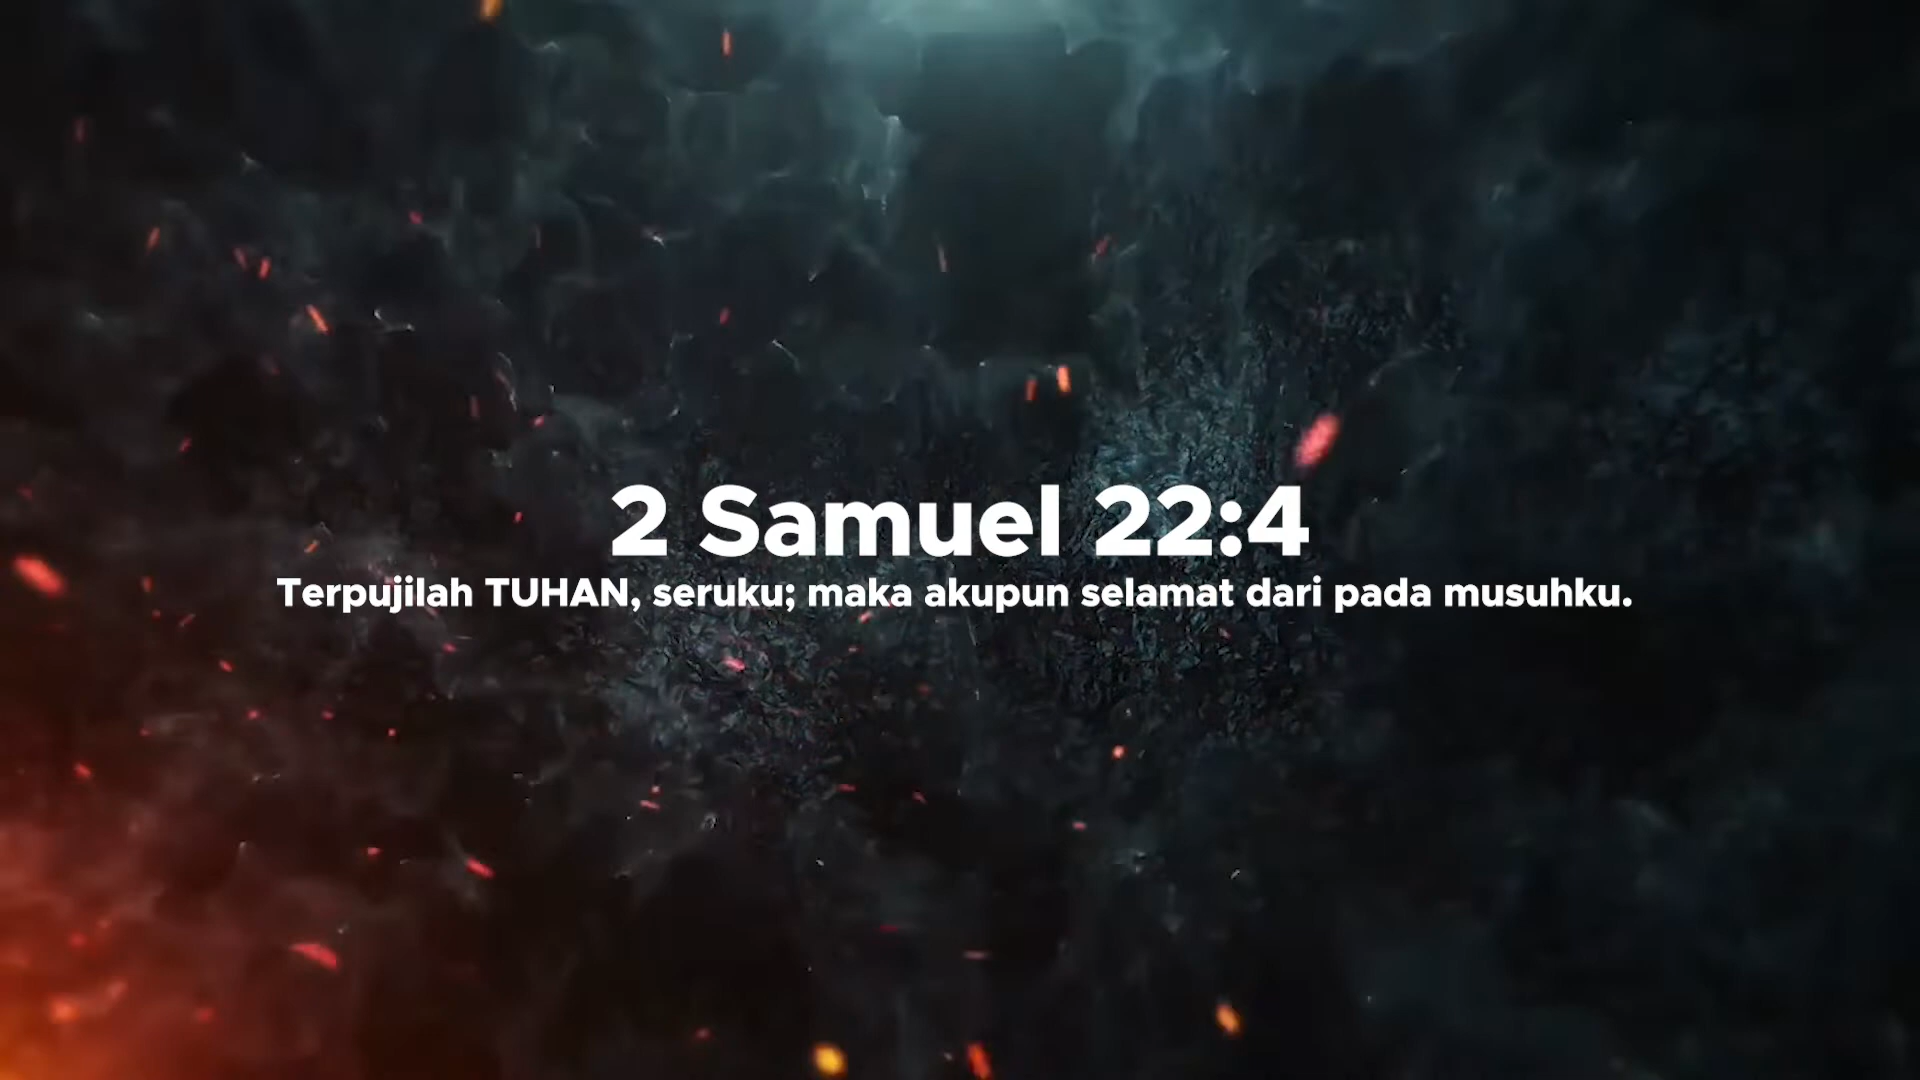 2 Samuel 22:4
Terpujilah TUHAN, seruku; maka akupun selamat dari pada musuhku.